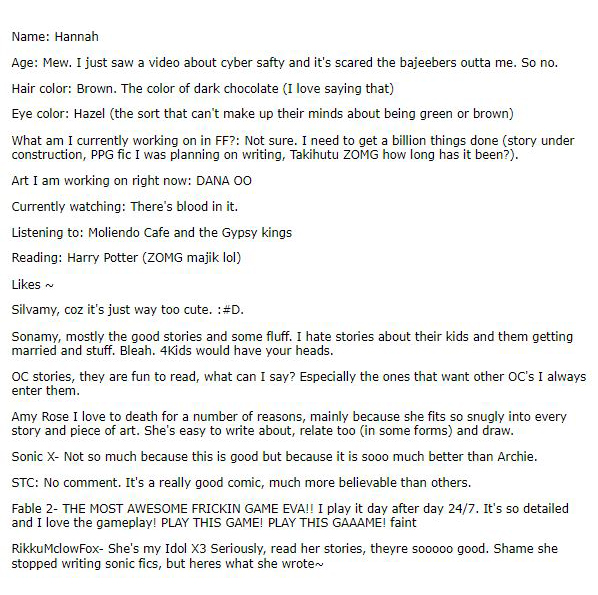 Name: Hannah
Age: Mew. I just saw a video about cyber safty and it's scared the bajeebers outta me. So no.
Hair color: Brown. The color of dark chocolate (I love saying that)
Eye color: Hazel (the sort that can't make up their minds about being green or brown)
What am I currently working on in FF?: Not sure. I need to get a billion things done (story under
construction, PPG fic I was planning on writing, Takihutu ZOMG how long has it been?).
Art I am working on right now: DANA OO
Currently watching: There's blood in it.
Listening to: Moliendo Cafe and the Gypsy kings
Reading: Harry Potter (ZOMG majik lol)
Likes ~
Silvamy, coz it's just way too cute. :#D.
Sonamy, mostly the good stories and some fluff. I hate stories about their kids and them getting
married and stuff. Bleah. 4Kids would have your heads.
OC stories, they are fun to read, what can I say? Especially the ones that want other OC's I always
enter them.
Amy Rose I love to death for a number of reasons, mainly because she fits so snugly into every
story and piece of art. She's easy to write about, relate too (in some forms) and draw.
Sonic X- Not so much because this is good but because it is sooo much better than Archie.
STC: No comment. It's a really good comic, much more believable than others.
Fable 2- THE MOST AWESOME FRICKIN GAME EVA!! I play it day after day 24/7. It's so detailed
and I love the gameplay! PLAY THIS GAME! PLAY THIS GAAAME! faint
RikkuMclowFox- She's my Idol X3 Seriously, read her stories, theyre sooooo good. Shame she
stopped writing sonic fics, but heres what she wrote~